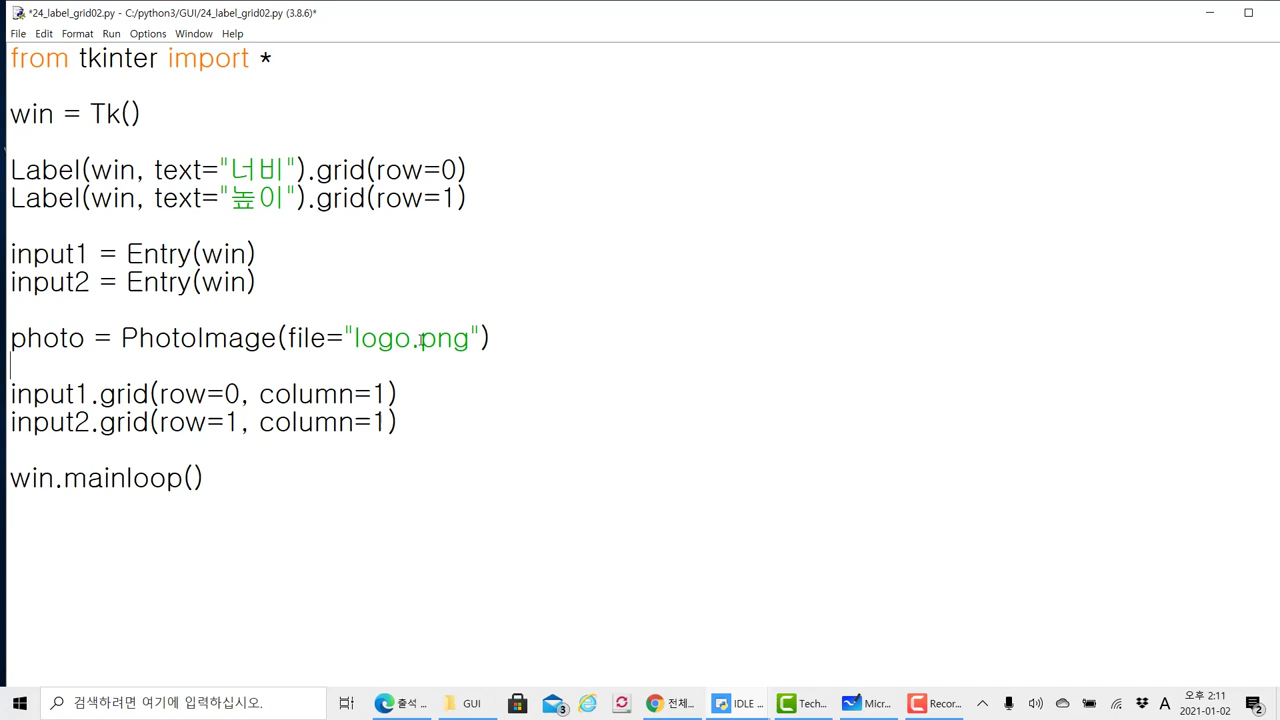 *24_label_grid02.py - C:/python3/GUI/24_label_grid02.py (3.8.6)*
File Edit Format Run Options Window Help
from tkinter import *
win = Tk()
Label(win, text="너비").grid(row=0)
Label(win, text="높이").grid(row=1)
input1 = Entry(win)
input2 = Entry(win)
photo = PhotoImage(file="logo.png")
input1.grid(row=0, column=1)
input2.grid(row=1, column=1)
win.mainloop()
검색하려면 여기에 입력하십시오.
출석 ...
GUI
3
전체...
IDLE ...
Tech...
Micr...
Recor...
A
오후 2:11
2021-01-02
2